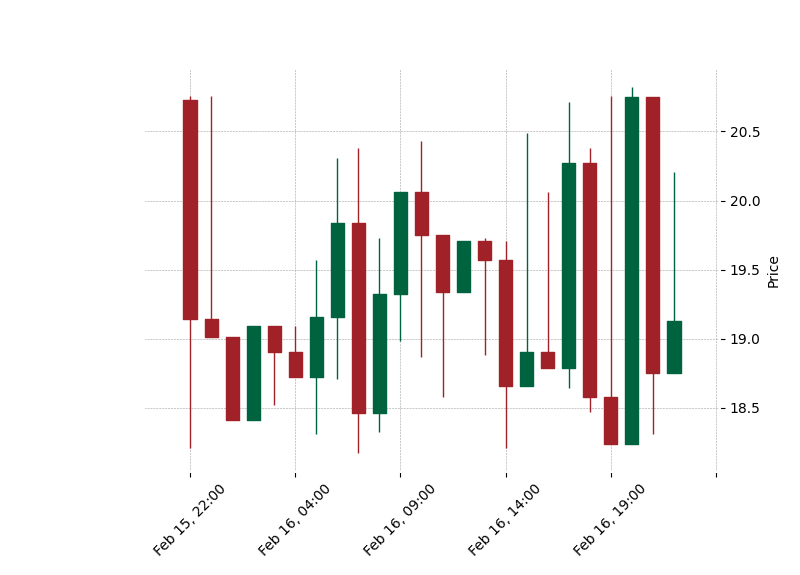 20.5
20.0
19.5
19.0
18.5
Price
Feb 15, 22:00
Feb 16, 04:00
Feb 16, 09:00
Feb 16, 14:00
Feb 16, 19:00